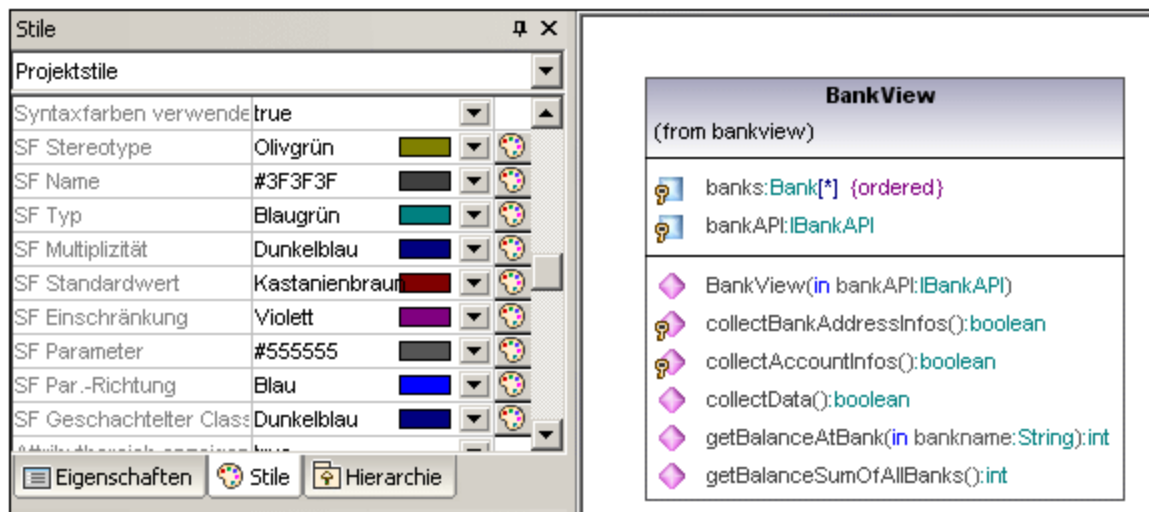 Stile
Projektstile
Syntaxfarben verwende true
SF Stereotype Olivgrün
SF Name #3F3F3F
SF Typ Blaugrün
SF Multiplizität Dunkelblau
SF Standardwert Kastanienbraun
SF Einschränkung Violett
SF Parameter #555555
SF Par.-Richtung Blau
SF Geschachtelter Class Dunkelblau
Eigenschaften Stile Hierarchie
BankView
(from bankview)
banks:Bank[*] {ordered}
bankAPI:IBankAPI
BankView(in bankAPI:IBankAPI)
collectBankAddressInfos():boolean
collectAccountInfos():boolean
collectData():boolean
getBalanceAtBank(in bankname:String):int
getBalanceSumOfAllBanks():int